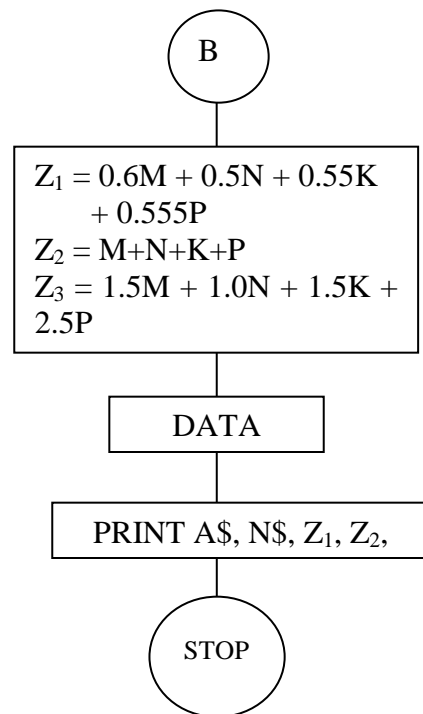 B
Z₁ = 0.6M + 0.5N + 0.55K
+ 0.555P
Z₂ = M+N+K+P
Z₃ = 1.5M + 1.0N + 1.5K +
2.5P
DATA
PRINT A$, N$, Z₁, Z₂,
STOP